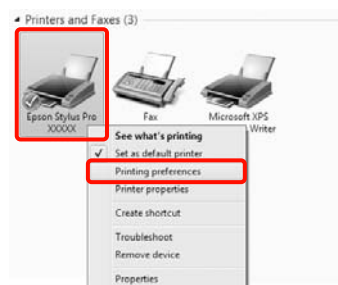 Printers and Faxes (3)
Epson Stylus Pro
XXXXX
Fax
Microsoft XPS
Writer
See what's printing
Set as default printer
Printing preferences
Printer properties
Create shortcut
Troubleshoot
Remove device
Properties